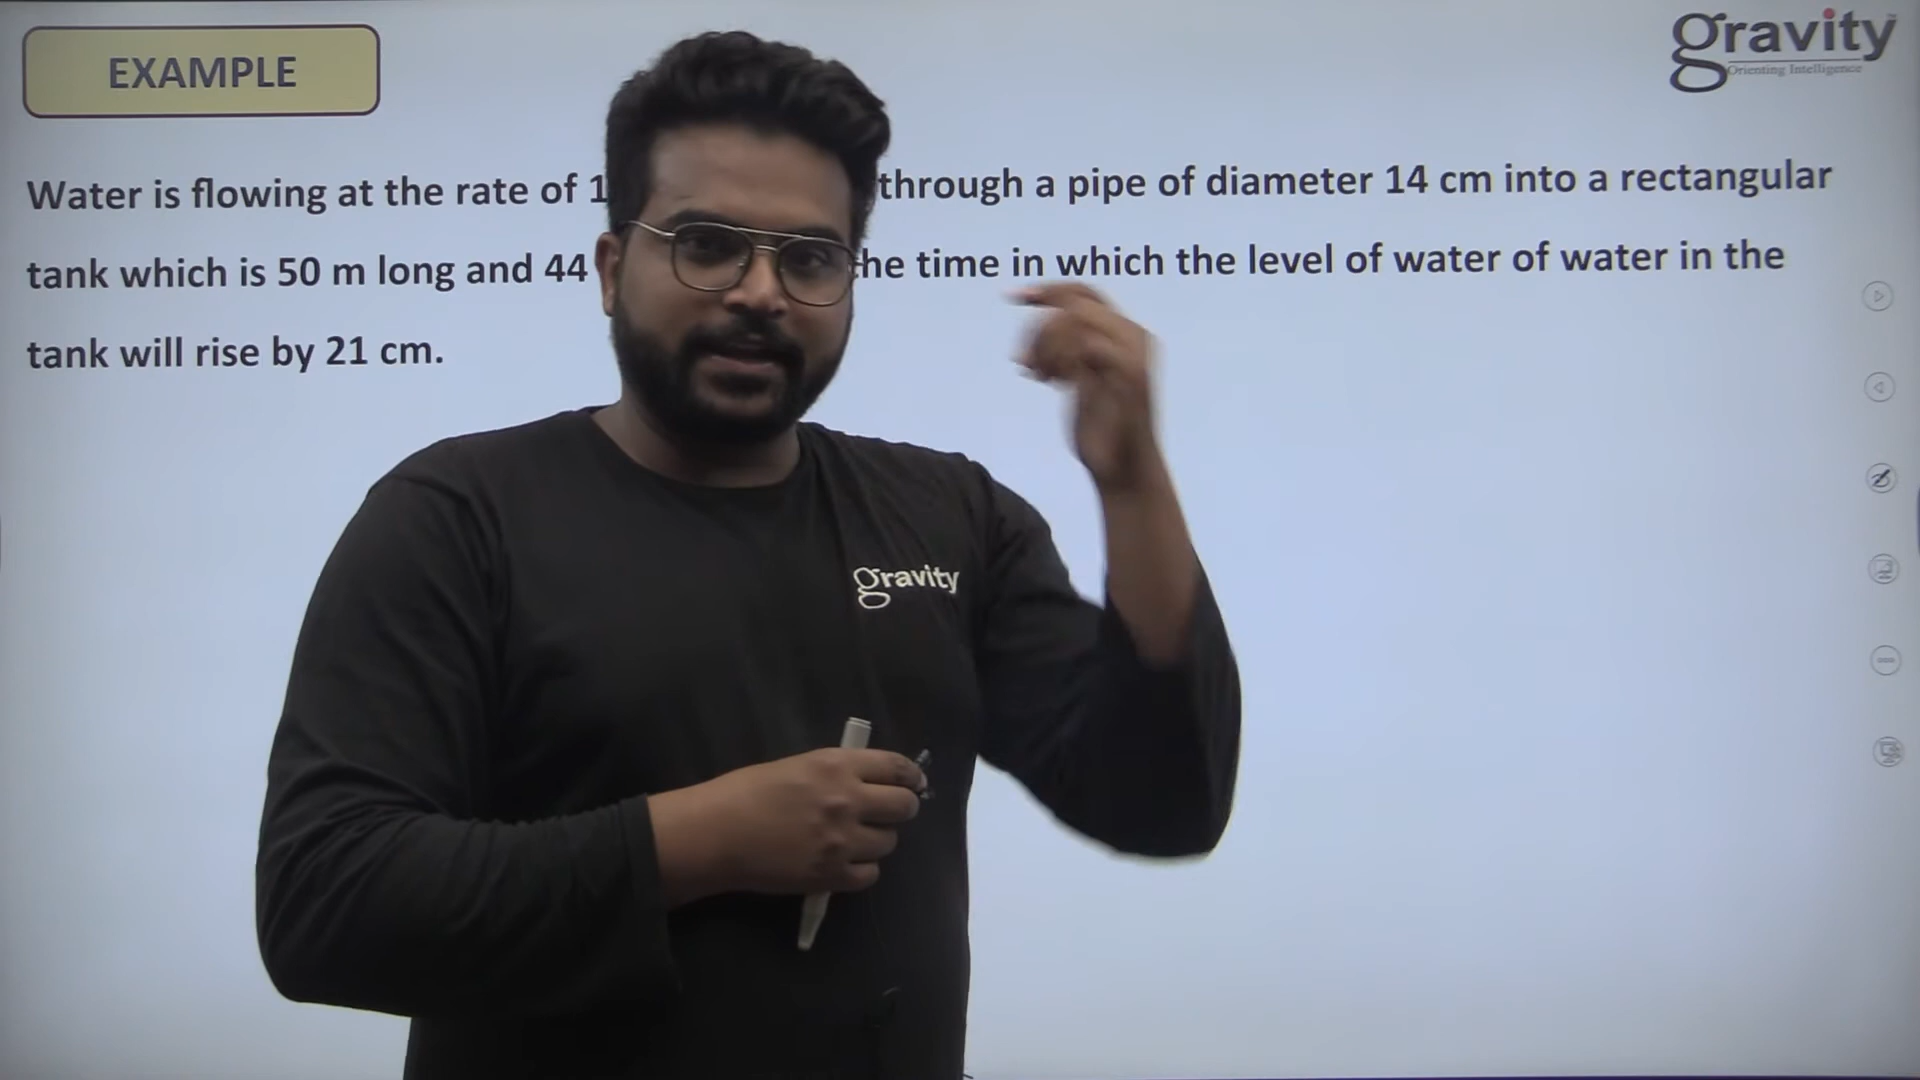 EXAMPLE
gravity
Orienting Intelligence
Water is flowing at the rate of 1 through a pipe of diameter 14 cm into a rectangular
tank which is 50 m long and 44 he time in which the level of water of water in the
tank will rise by 21 cm.
gravity